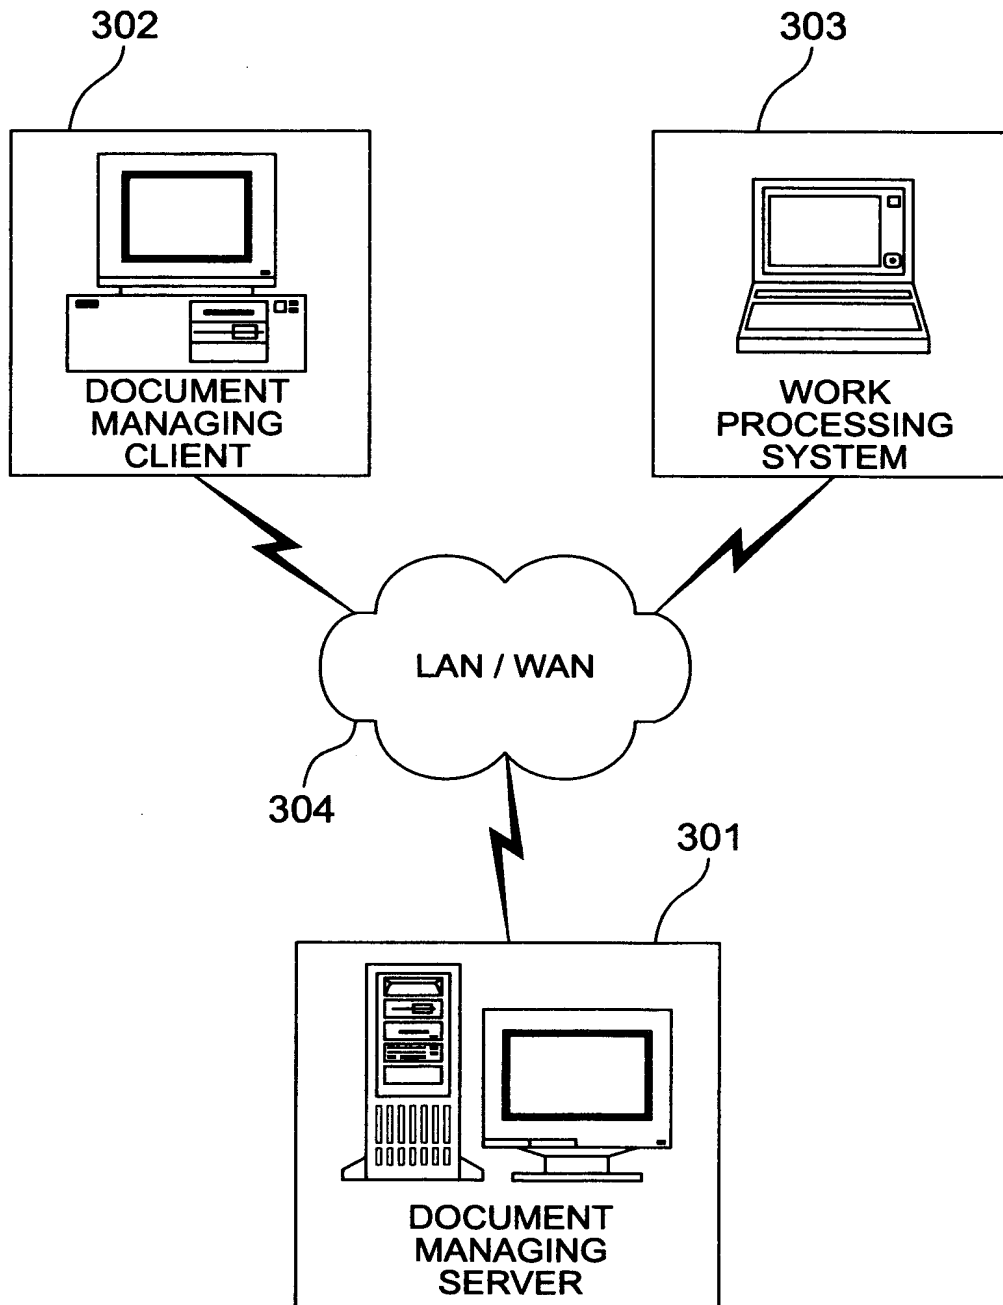 302
303
DOCUMENT
MANAGING
CLIENT
WORK
PROCESSING
SYSTEM
LAN / WAN
304
301
DOCUMENT
MANAGING
SERVER